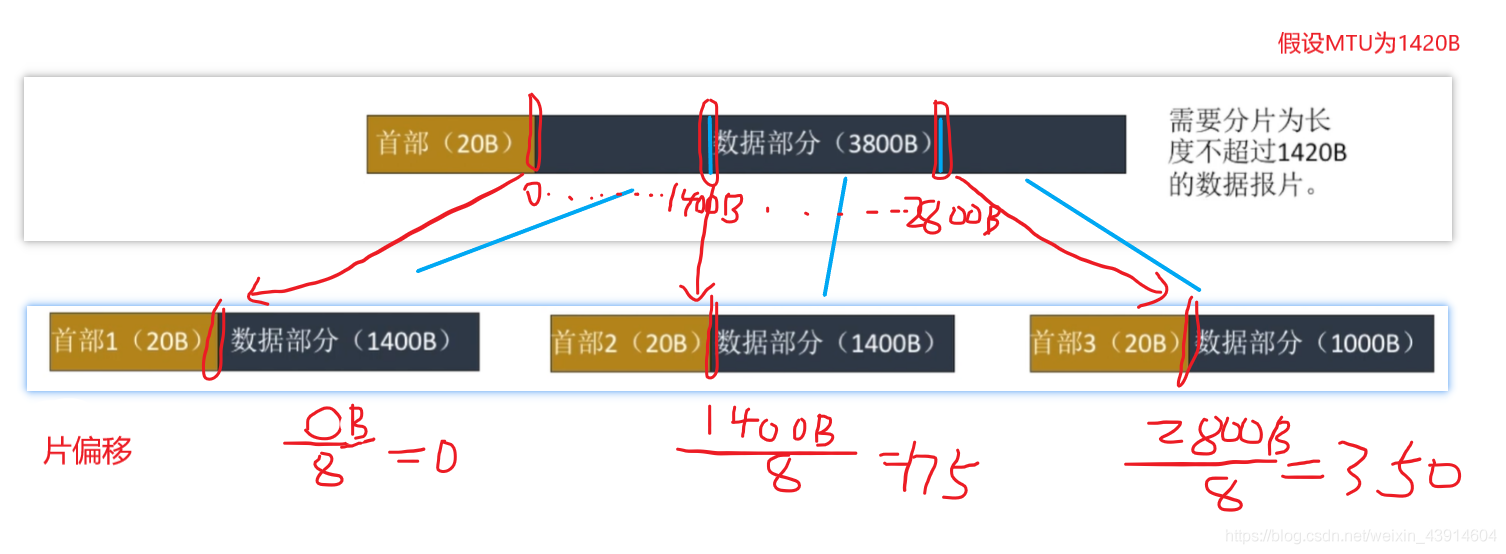 假设MTU为1420B
首部（20B）
数据部分（3800B）
需要分片为长
度不超过1420B
的数据报片。
0
1400B
2800B
首部1（20B）
数据部分（1400B）
首部2（20B）
数据部分（1400B）
首部3（20B）
数据部分（1000B）
片偏移
0B
8
=0
1400B
8
=175
2800B
8
=350
https://blog.csdn.net/weixin_43914604